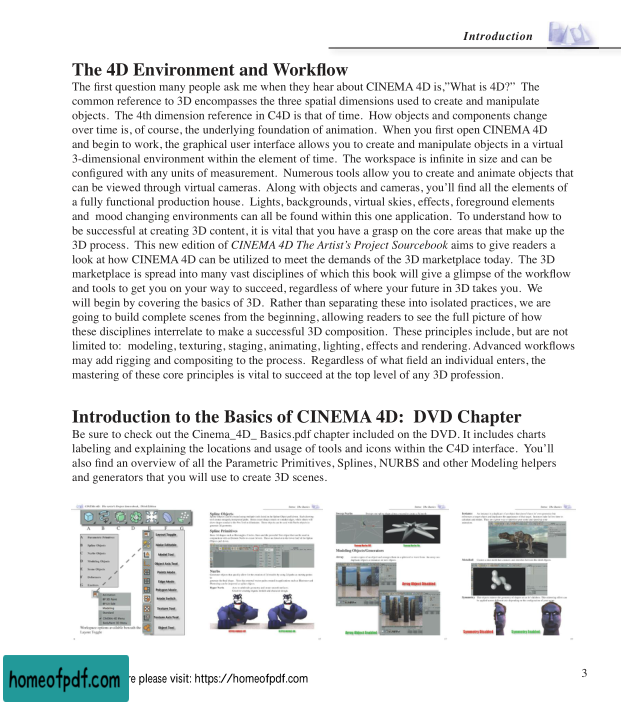 Introduction
The 4D Environment and Workflow
The first question many people ask me when they hear about CINEMA 4D is,”What is 4D?” The
common reference to 3D encompasses the three spatial dimensions used to create and manipulate
objects. The 4th dimension reference in C4D is that of time. How objects and components change
over time is, of course, the underlying foundation of animation. When you first open CINEMA 4D
and begin to work, the graphical user interface allows you to create and manipulate objects in a virtual
3-dimensional environment within the element of time. The workspace is infinite in size and can be
configured with any units of measurement. Numerous tools allow you to create and animate objects that
can be viewed through virtual cameras. Along with objects and cameras, you’ll find all the elements of
a fully functional production house. Lights, backgrounds, virtual skies, effects, foreground elements
and mood changing environments can all be found within this one application. To understand how to
be successful at creating 3D content, it is vital that you have a grasp on the core areas that make up the
3D process. This new edition of CINEMA 4D The Artist’s Project Sourcebook aims to give readers a
look at how CINEMA 4D can be utilized to meet the demands of the 3D marketplace today. The 3D
marketplace is spread into many vast disciplines of which this book will give a glimpse of the workflow
and tools to get you on your way to succeed, regardless of where your future in 3D takes you. We
will begin by covering the basics of 3D. Rather than separating these into isolated practices, we are
going to build complete scenes from the beginning, allowing readers to see the full picture of how
these disciplines interrelate to make a successful 3D composition. These principles include, but are not
limited to: modeling, texturing, staging, animating, lighting, effects and rendering. Advanced workflows
may add rigging and compositing to the process. Regardless of what field an individual enters, the
mastering of these core principles is vital to succeed at the top level of any 3D profession.
Introduction to the Basics of CINEMA 4D: DVD Chapter
Be sure to check out the Cinema_4D_ Basics.pdf chapter included on the DVD. It includes charts
labeling and explaining the locations and usage of tools and icons within the C4D interface. You’ll
also find an overview of all the Parametric Primitives, Splines, NURBS and other Modeling helpers
and generators that you will use to create 3D scenes.
A B C D E F G
Spline Objects
Spline Primitives
Modeling Objects/Generators
Array Object Disabled
Symmetry Disabled
Symmetry Enabled
homeofpdf.com
re please visit: https://homeofpdf.com
3